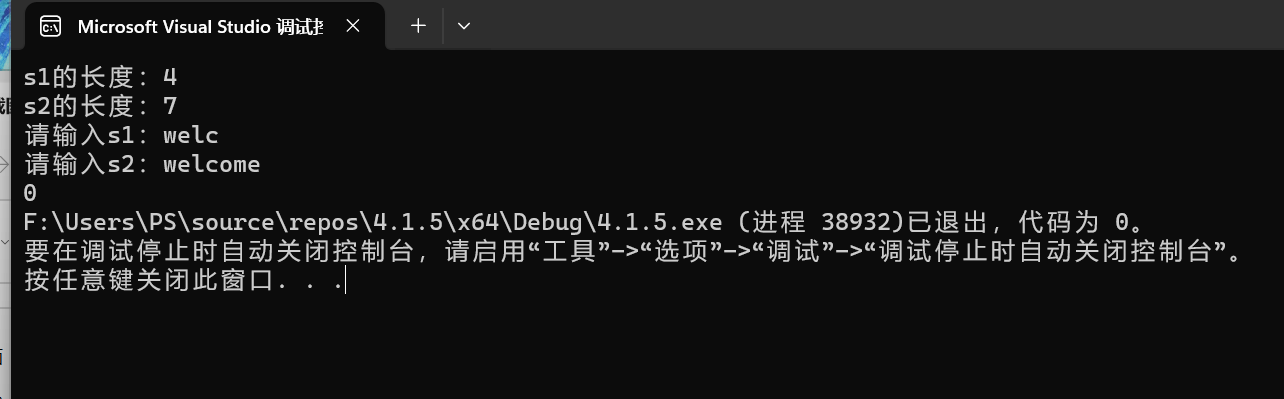 Microsoft Visual Studio 调试控
s1的长度：4
s2的长度：7
请输入s1：welc
请输入s2：welcome
0
F:\Users\PS\source\repos\4.1.5\x64\Debug\4.1.5.exe (进程 38932)已退出，代码为 0。
要在调试停止时自动关闭控制台，请启用“工具”->“选项”->“调试”->“调试停止时自动关闭控制台”。
按任意键关闭此窗口. . .